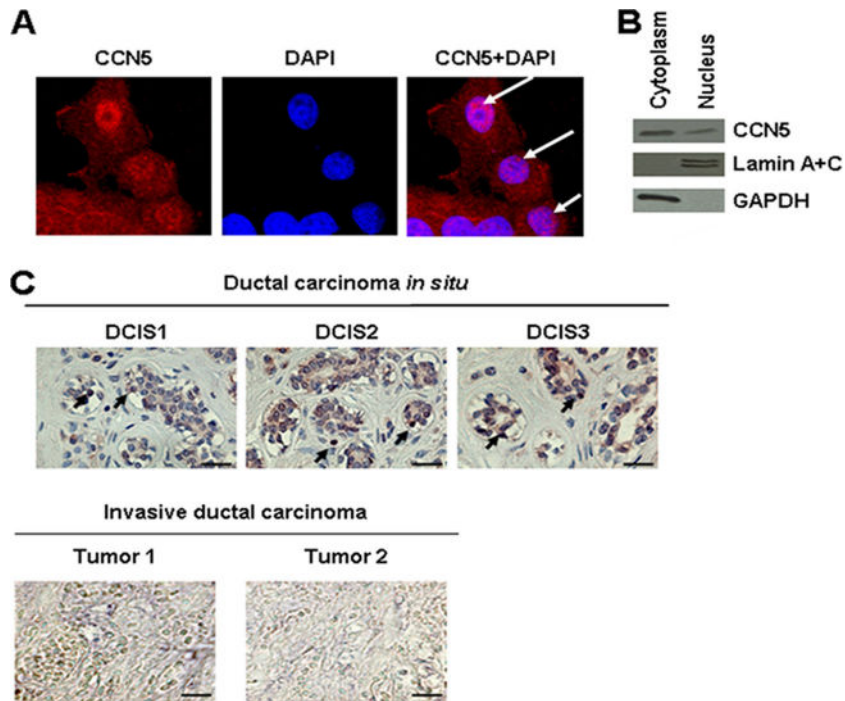 A
CCN5 DAPI CCN5+DAPI
B
Cytoplasm
Nucleus
CCN5
Lamin A+C
GAPDH
C
Ductal carcinoma in situ
DCIS1 DCIS2 DCIS3
Invasive ductal carcinoma
Tumor 1 Tumor 2